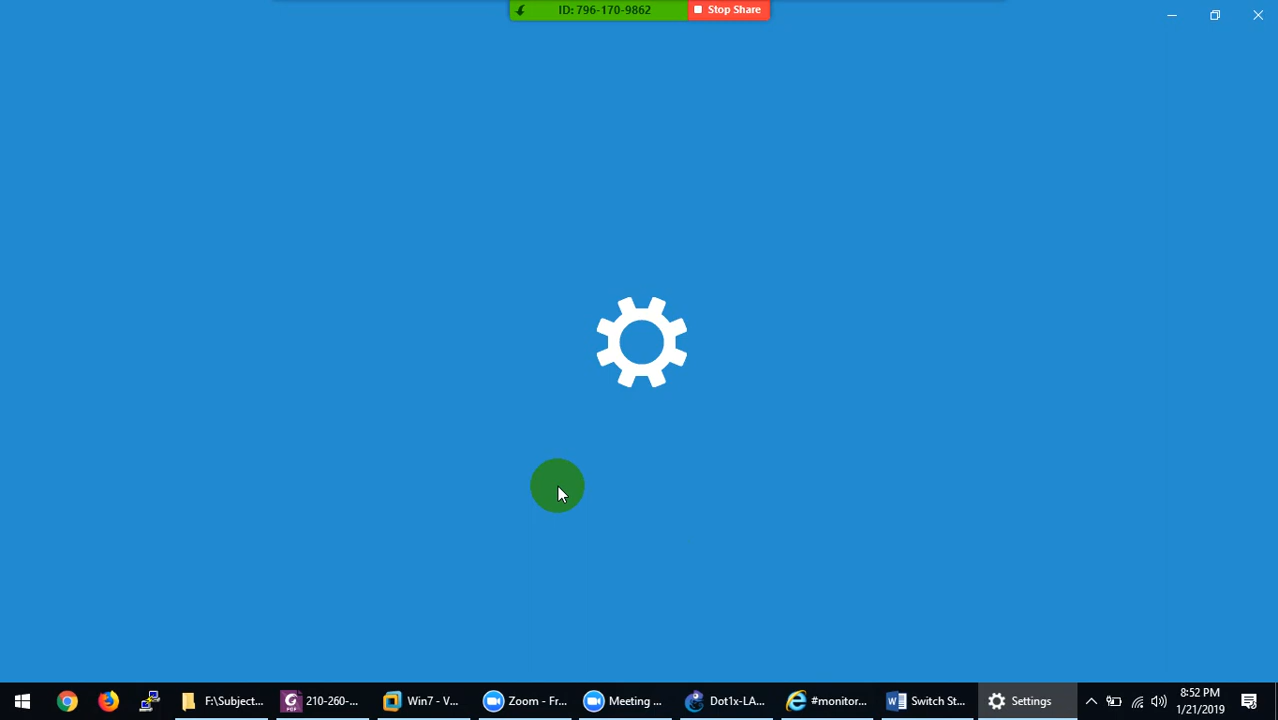 ID: 796-170-9862
Stop Share
F:\Subject...
210-260-...
Win7 - V...
Zoom - Fr...
Meeting ...
Dot1x-LA...
#monitor...
Switch St...
Settings
8:52 PM
1/21/2019